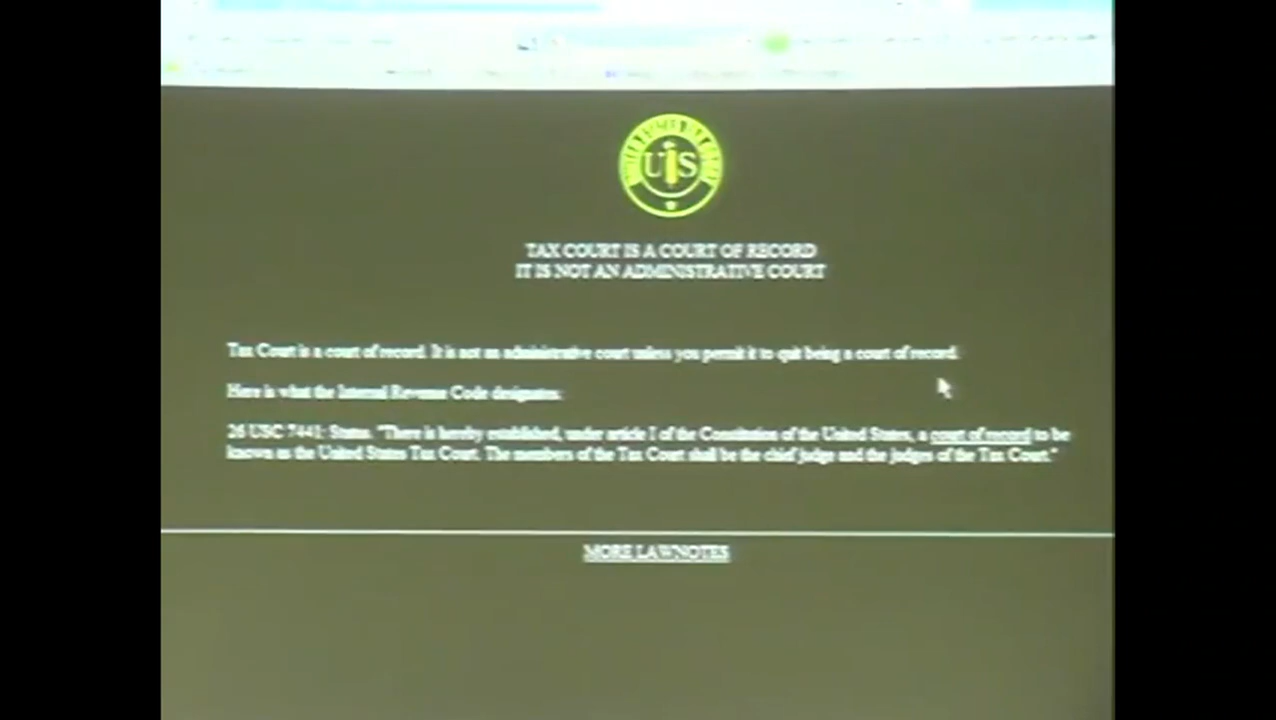 UIS
TAX COURT IS A COURT OF RECORD
IT IS NOT AN ADMINISTRATIVE COURT
Tax Court is a court of record. It is not an administrative court unless you permit it to quit being a court of record.
Here is what the Internal Revenue Code designates:
26 USC 7441: Status. "There is hereby established, under article I of the Constitution of the United States, a court of record to be
known as the United States Tax Court. The members of the Tax Court shall be the chief judge and the judges of the Tax Court."
MORE LAWNOTES